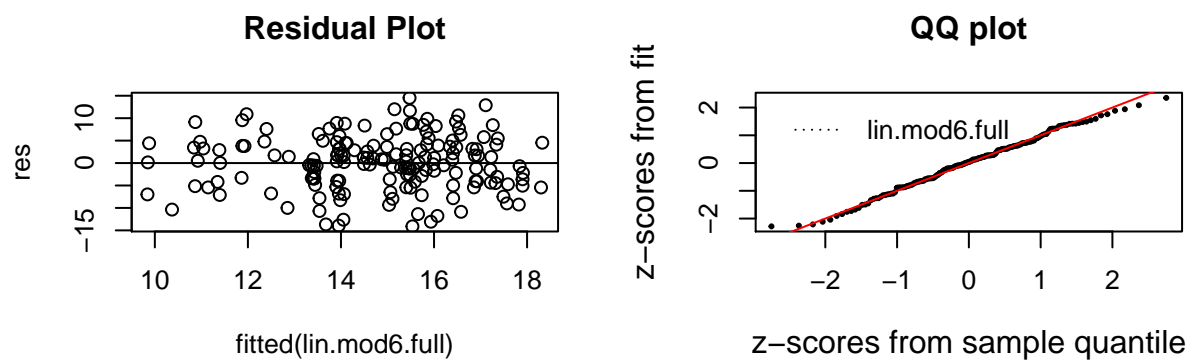 Residual Plot
res
10
0
−15
10
12
14
16
18
fitted(lin.mod6.full)
QQ plot
z−scores from fit
2
0
−2
lin.mod6.full
−2
−1
0
1
2
z−scores from sample quantile